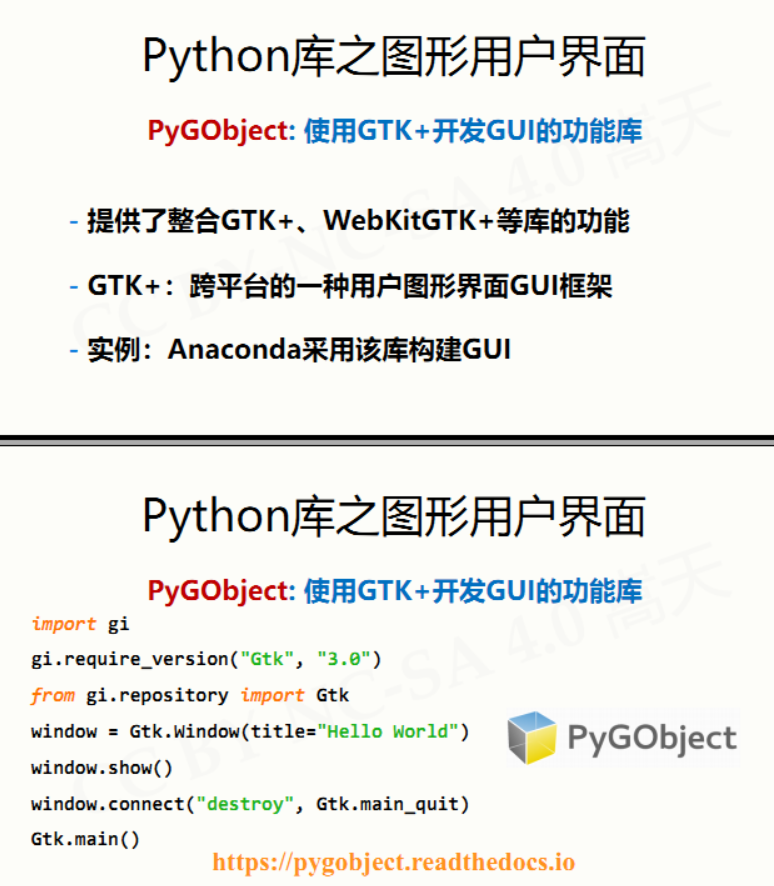 Python库之图形用户界面
PyGObject: 使用GTK+开发GUI的功能库
- 提供了整合GTK+、WebKitGTK+等库的功能
- GTK+：跨平台的一种用户图形界面GUI框架
- 实例：Anaconda采用该库构建GUI
CC BY NC-SA 4.0 嵩天
Python库之图形用户界面
PyGObject: 使用GTK+开发GUI的功能库
import gi
gi.require_version("Gtk", "3.0")
from gi.repository import Gtk
window = Gtk.Window(title="Hello World")
window.show()
window.connect("destroy", Gtk.main_quit)
Gtk.main()
PyGObject
https://pygobject.readthedocs.io
CC BY NC-SA 4.0 嵩天